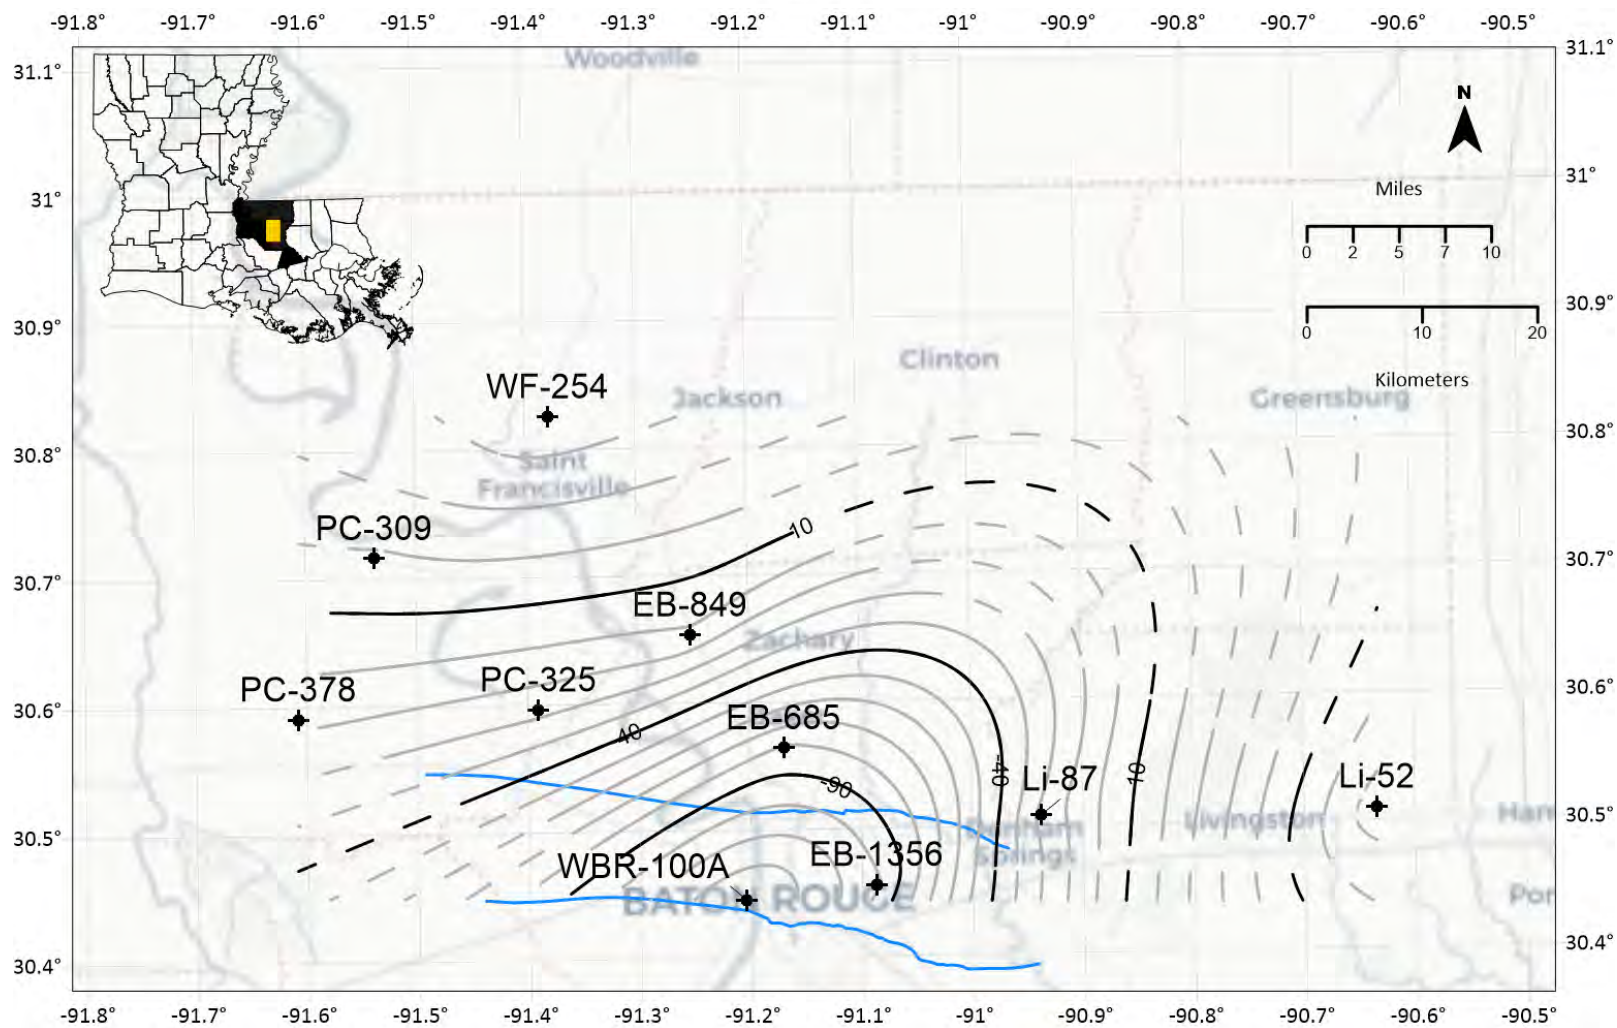 -91.8° -91.7° -91.6° -91.5° -91.4° -91.3° -91.2° -91.1° -91° -90.9° -90.8° -90.7° -90.6° -90.5°
Woodville
31.1° 31.1°
N
31° 31°
Miles
0 2 5 7 10
30.9° 30.9°
0 10 20
Kilometers
Clinton
WF-254
Jackson
Greensburg
30.8° 30.8°
Saint
Francisville
PC-309
10
30.7° 30.7°
EB-849
Zachary
PC-378
PC-325
30.6° 30.6°
EB-685
-40
-90
-40
-10
Li-87
Li-52
30.5° 30.5°
Denham
Springs
Livingston
Ham
WBR-100A
EB-1356
BATON ROUGE
Por
30.4° 30.4°
-91.8° -91.7° -91.6° -91.5° -91.4° -91.3° -91.2° -91.1° -91° -90.9° -90.8° -90.7° -90.6° -90.5°